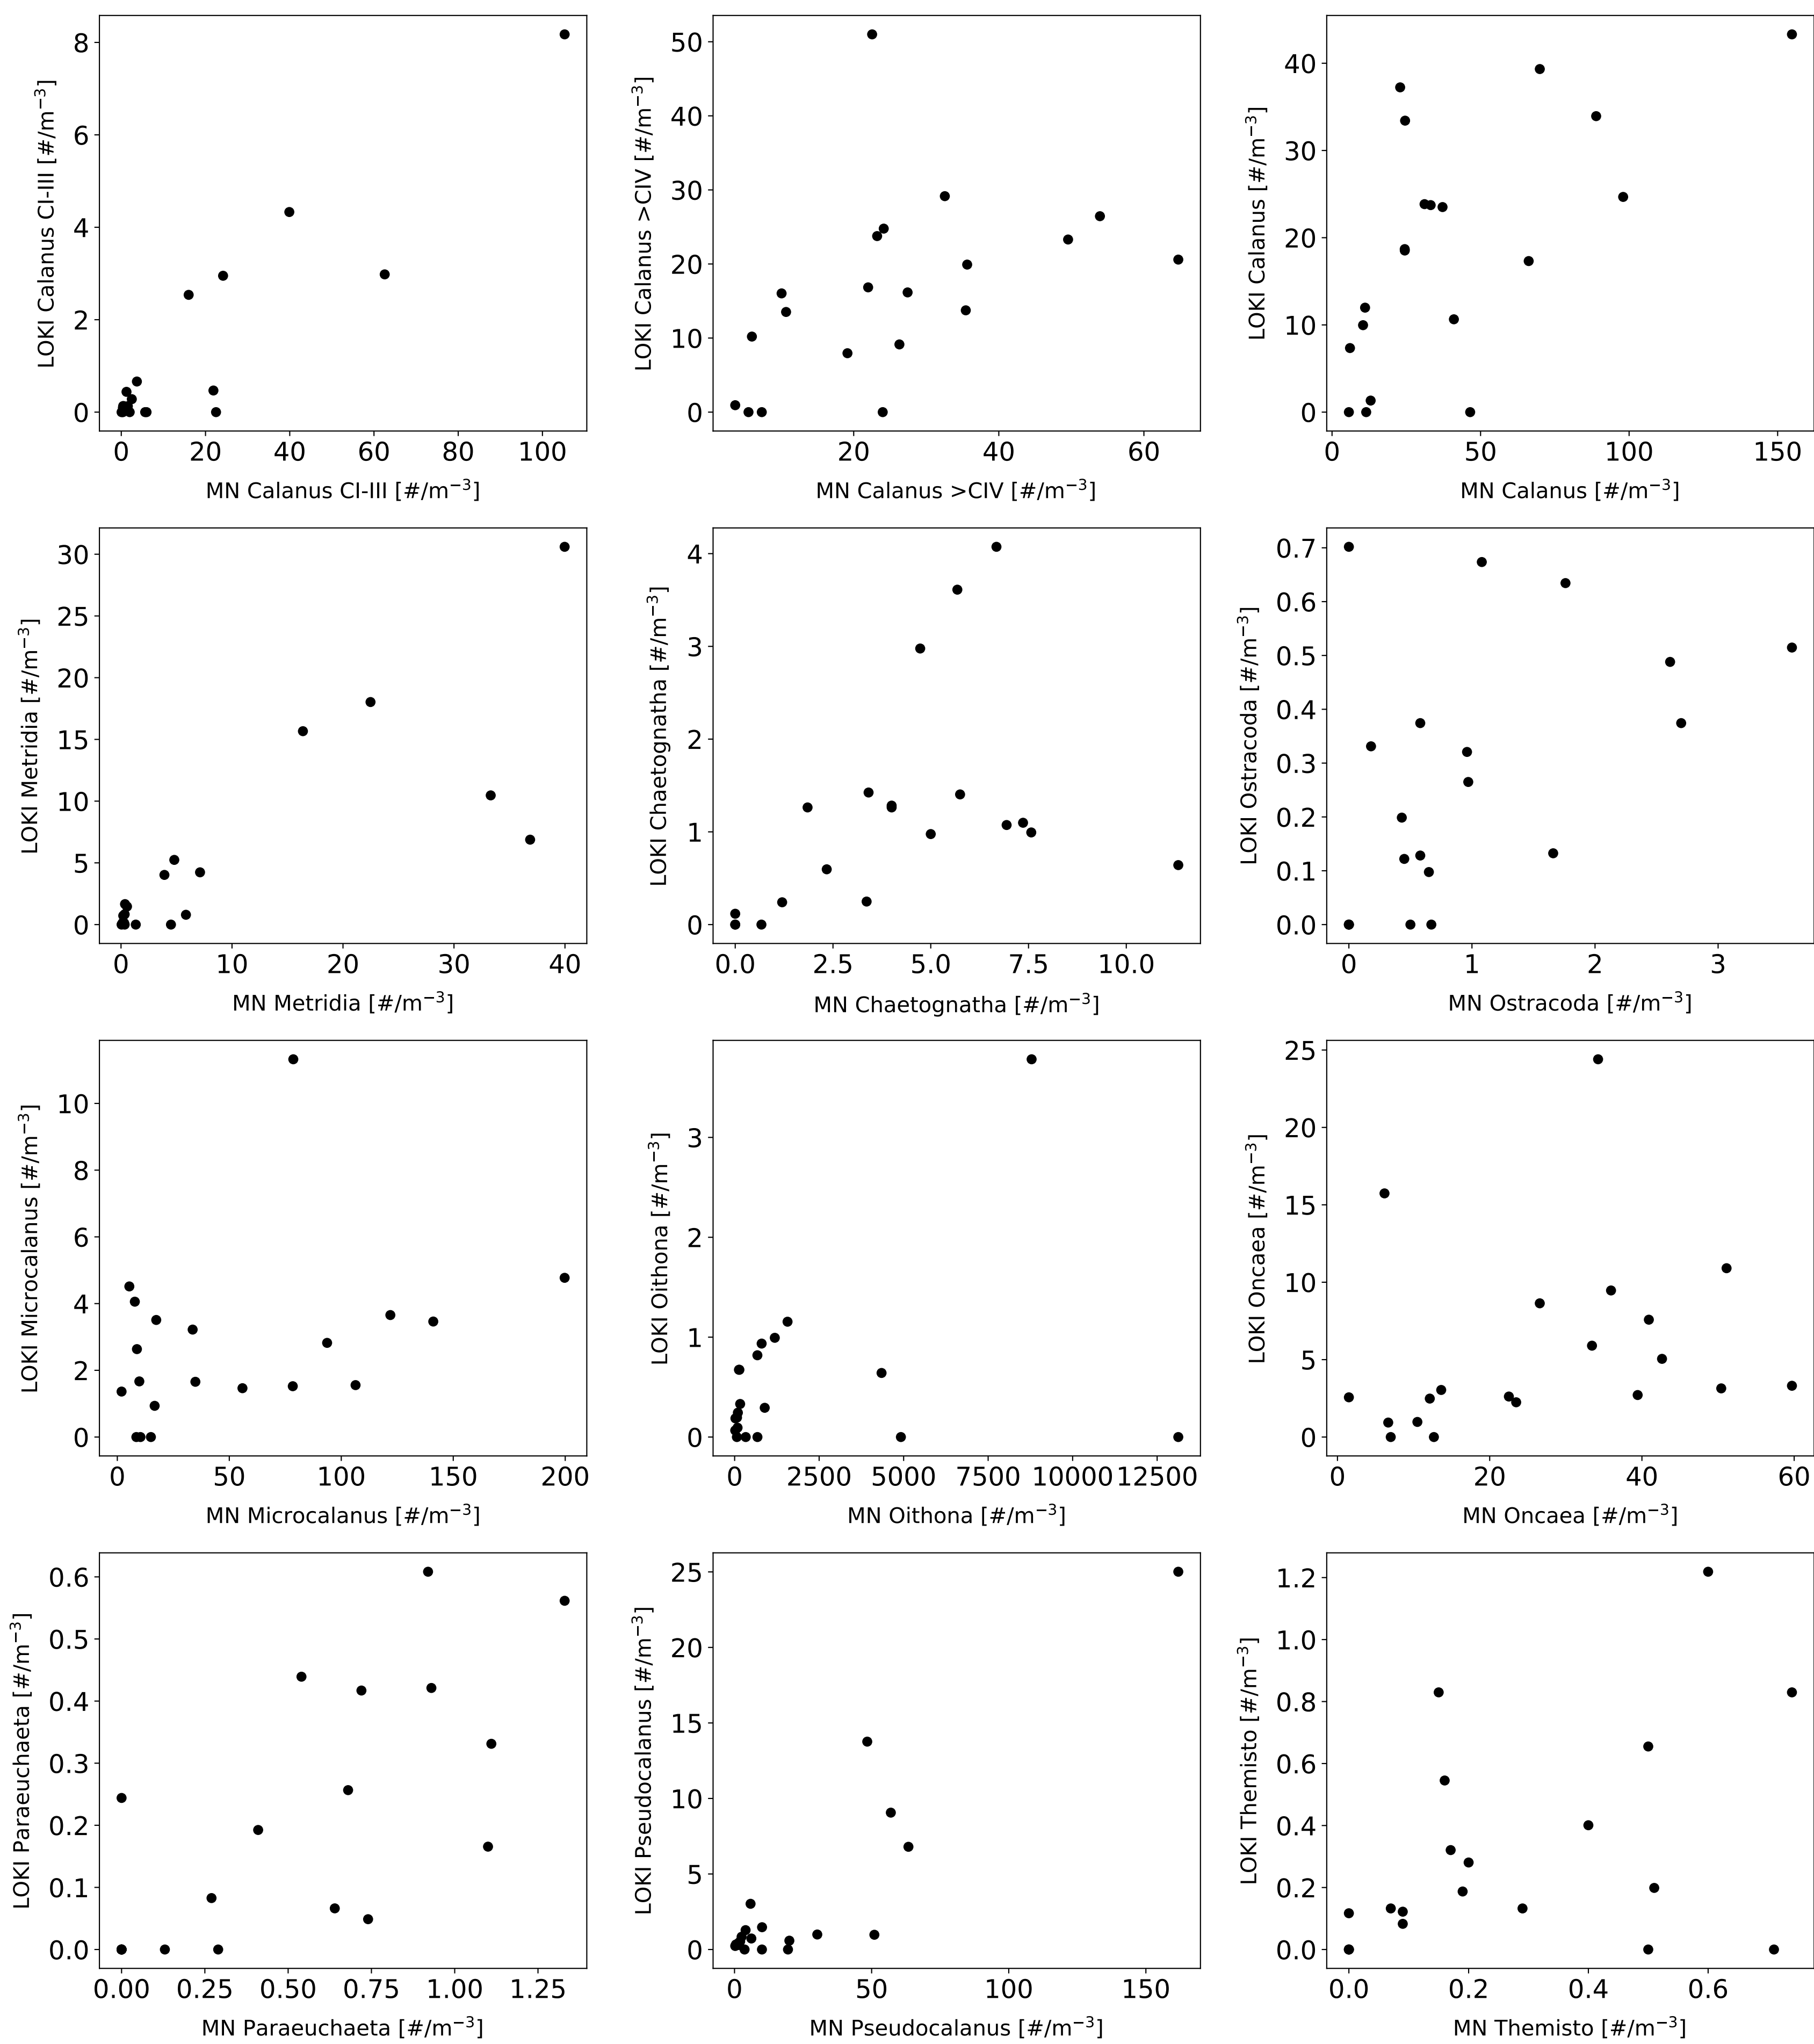 8
6
4
2
0
LOKI Calanus CI-III [#/m⁻³]
0 20 40 60 80 100
MN Calanus CI-III [#/m⁻³]
50
40
30
20
10
0
LOKI Calanus >CIV [#/m⁻³]
20 40 60
MN Calanus >CIV [#/m⁻³]
40
30
20
10
0
LOKI Calanus [#/m⁻³]
0 50 100 150
MN Calanus [#/m⁻³]
30
25
20
15
10
5
0
LOKI Metridia [#/m⁻³]
0 10 20 30 40
MN Metridia [#/m⁻³]
4
3
2
1
0
LOKI Chaetognatha [#/m⁻³]
0.0 2.5 5.0 7.5 10.0
MN Chaetognatha [#/m⁻³]
0.7
0.6
0.5
0.4
0.3
0.2
0.1
0.0
LOKI Ostracoda [#/m⁻³]
0 1 2 3
MN Ostracoda [#/m⁻³]
10
8
6
4
2
0
LOKI Microcalanus [#/m⁻³]
0 50 100 150 200
MN Microcalanus [#/m⁻³]
3
2
1
0
LOKI Oithona [#/m⁻³]
0 2500 5000 7500 10000 12500
MN Oithona [#/m⁻³]
25
20
15
10
5
0
LOKI Oncaea [#/m⁻³]
0 20 40 60
MN Oncaea [#/m⁻³]
0.6
0.5
0.4
0.3
0.2
0.1
0.0
LOKI Paraeuchaeta [#/m⁻³]
0.00 0.25 0.50 0.75 1.00 1.25
MN Paraeuchaeta [#/m⁻³]
25
20
15
10
5
0
LOKI Pseudocalanus [#/m⁻³]
0 50 100 150
MN Pseudocalanus [#/m⁻³]
1.2
1.0
0.8
0.6
0.4
0.2
0.0
LOKI Themisto [#/m⁻³]
0.0 0.2 0.4 0.6
MN Themisto [#/m⁻³]